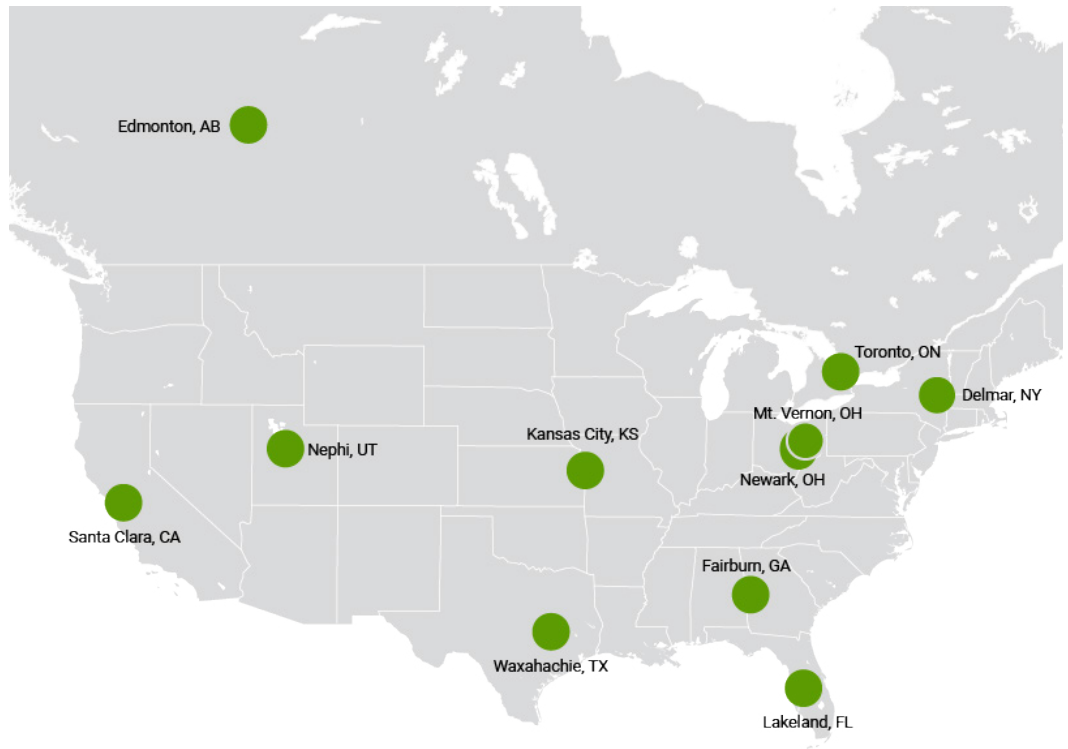 Edmonton, AB
Toronto, ON
Delmar, NY
Mt. Vernon, OH
Kansas City, KS
Nephi, UT
Newark, OH
Santa Clara, CA
Fairburn, GA
Waxahachie, TX
Lakeland, FL